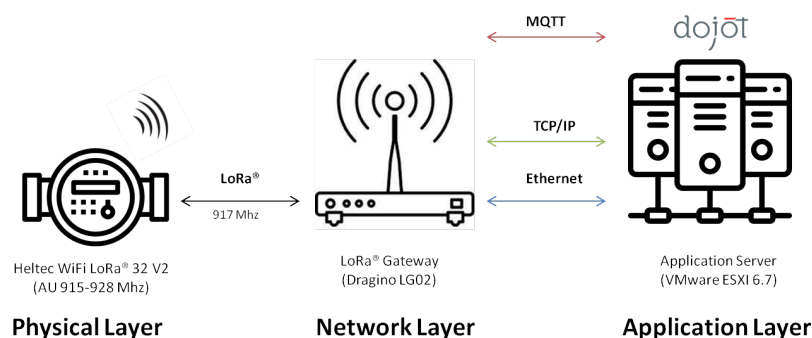 MQTT
dojot
TCP/IP
LoRa®
Ethernet
917 Mhz
Heltec WiFi LoRa® 32 V2
(AU 915-928 Mhz)
LoRa® Gateway
(Dragino LG02)
Application Server
(VMware ESXI 6.7)
Physical Layer
Network Layer
Application Layer